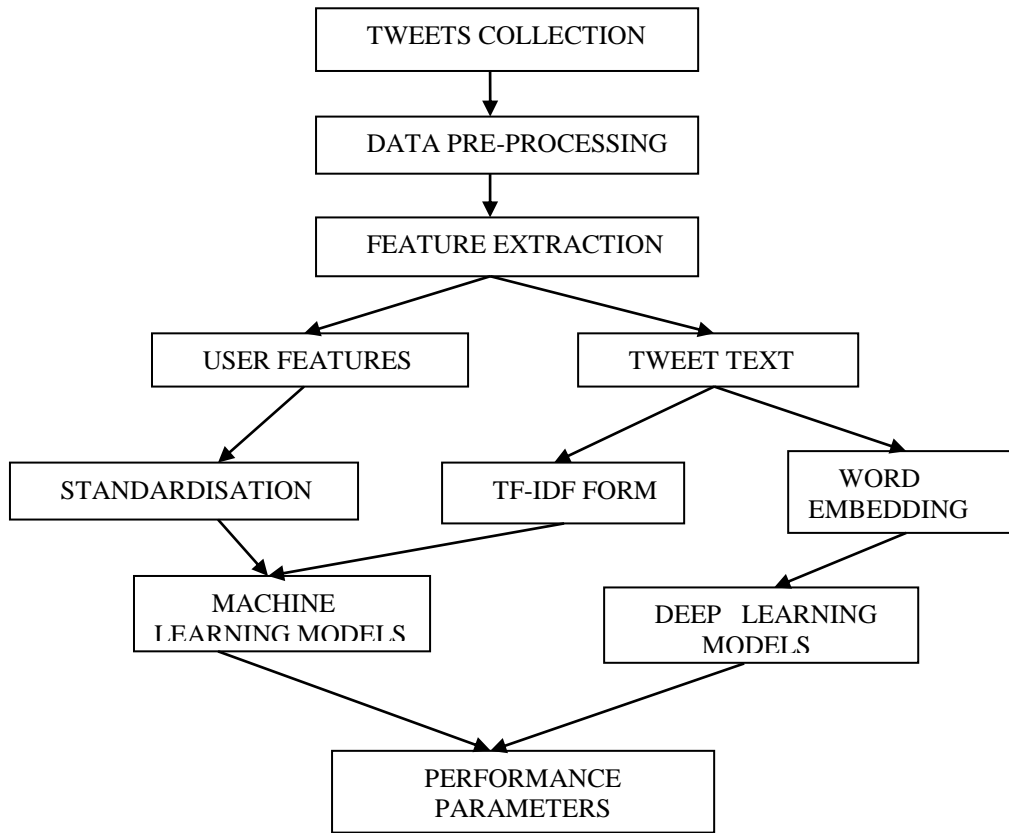 TWEETS COLLECTION
DATA PRE-PROCESSING
FEATURE EXTRACTION
USER FEATURES
TWEET TEXT
STANDARDISATION
TF-IDF FORM
WORD
EMBEDDING
MACHINE
LEARNING MODELS
DEEP LEARNING
MODELS
PERFORMANCE
PARAMETERS